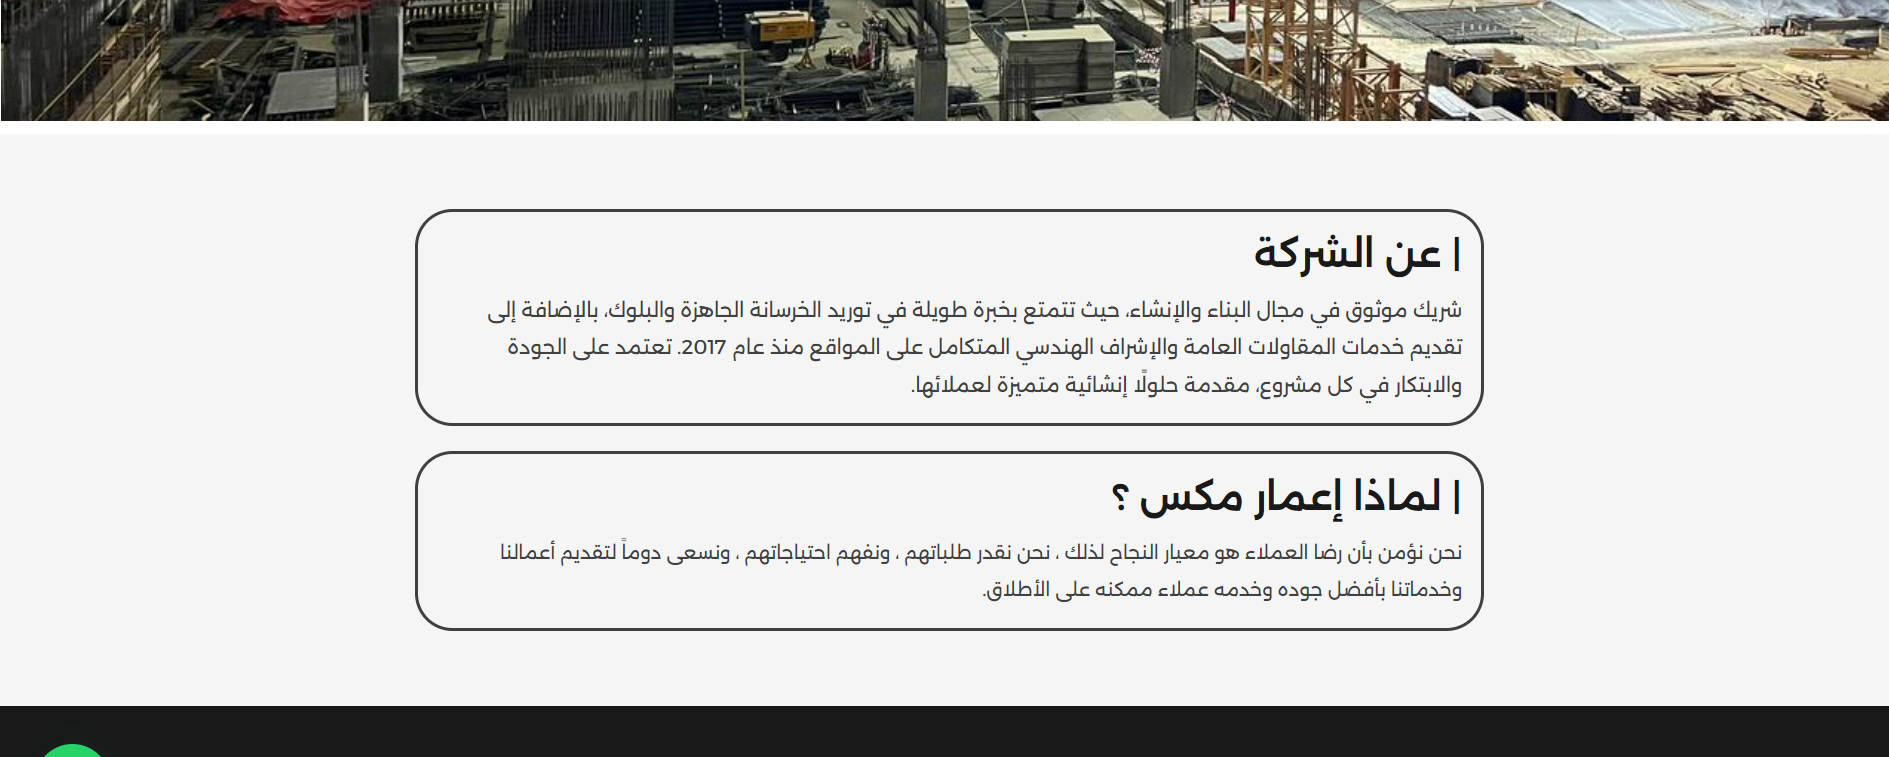 | عن الشركة
شريك موثوق في مجال البناء والإنشاء، حيث تتمتع بخبرة طويلة في توريد الخرسانة الجاهزة والبلوك، بالإضافة إلى
تقديم خدمات المقاولات العامة والإشراف الهندسي المتكامل على المواقع منذ عام 2017. تعتمد على الجودة
والابتكار في كل مشروع، مقدمة حلولًا إنشائية متميزة لعملائها.
| لماذا إعمار مكس ؟
نحن نؤمن بأن رضا العملاء هو معيار النجاح لذلك ، نحن نقدر طلباتهم ، ونفهم احتياجاتهم ، ونسعى دوماً لتقديم أعمالنا
وخدماتنا بأفضل جوده وخدمه عملاء ممكنه على الأطلاق.